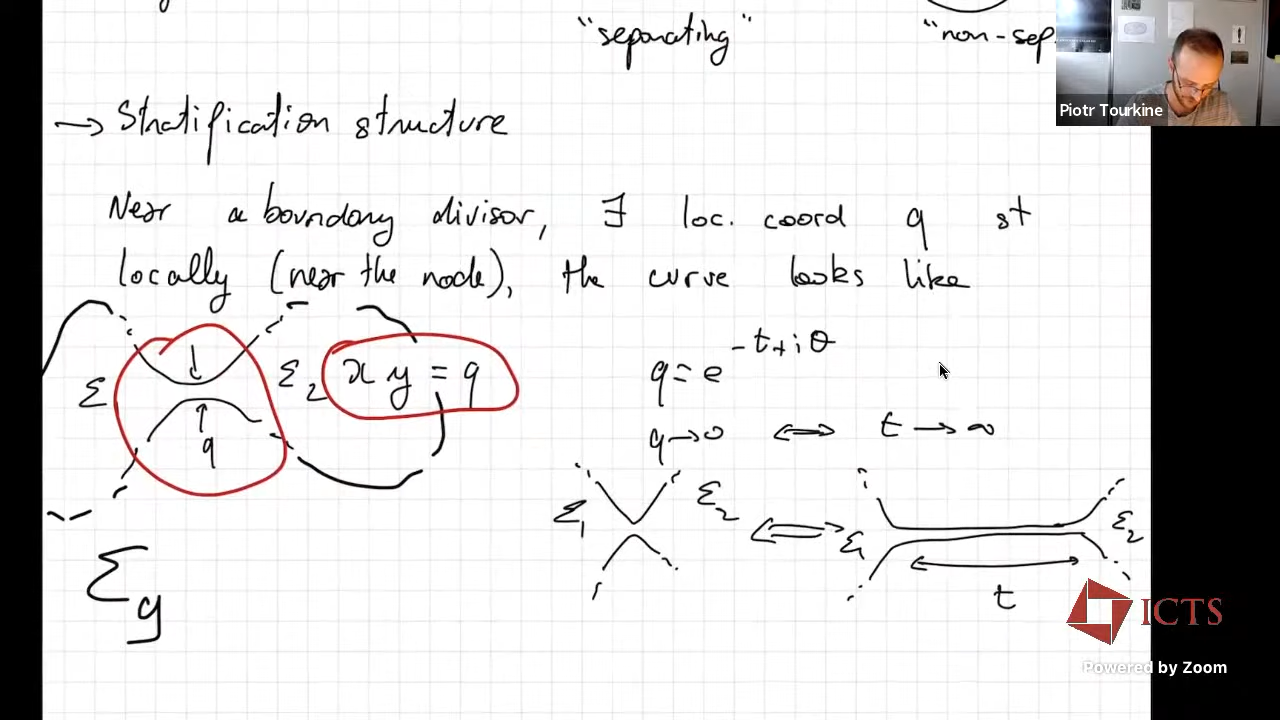 "separating"
"non-sep
Piotr Tourkine
→ Stratification structure
Near a boundary divisor, ∃ loc. coord q st
locally (near the node), the curve looks like
Σ
q
Σ₂
x y = q
q = e^{-t+iθ}
q→0 ⟺ t → ∞
Σ₁ Σ₂ ⟺ Σ₁ Σ₂
t
Σg
ICTS
Powered by Zoom